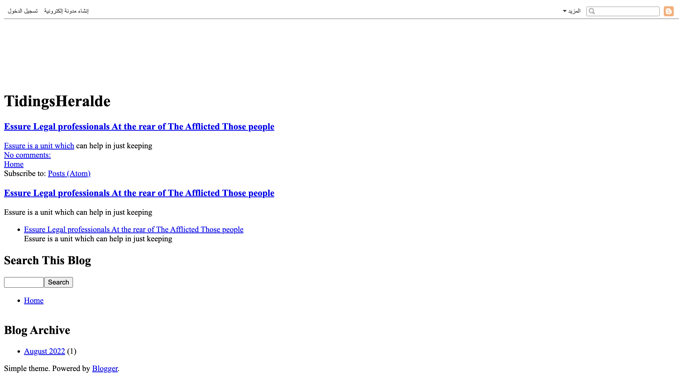 تسجيل الدخول إنشاء مدونة إلكترونية المزيد
TidingsHeralde
Essure Legal professionals At the rear of The Afflicted Those people
Essure is a unit which can help in just keeping
No comments:
Home
Subscribe to: Posts (Atom)
Essure Legal professionals At the rear of The Afflicted Those people
Essure is a unit which can help in just keeping
Essure Legal professionals At the rear of The Afflicted Those people
Essure is a unit which can help in just keeping
Search This Blog
Search
Home
Blog Archive
August 2022 (1)
Simple theme. Powered by Blogger.